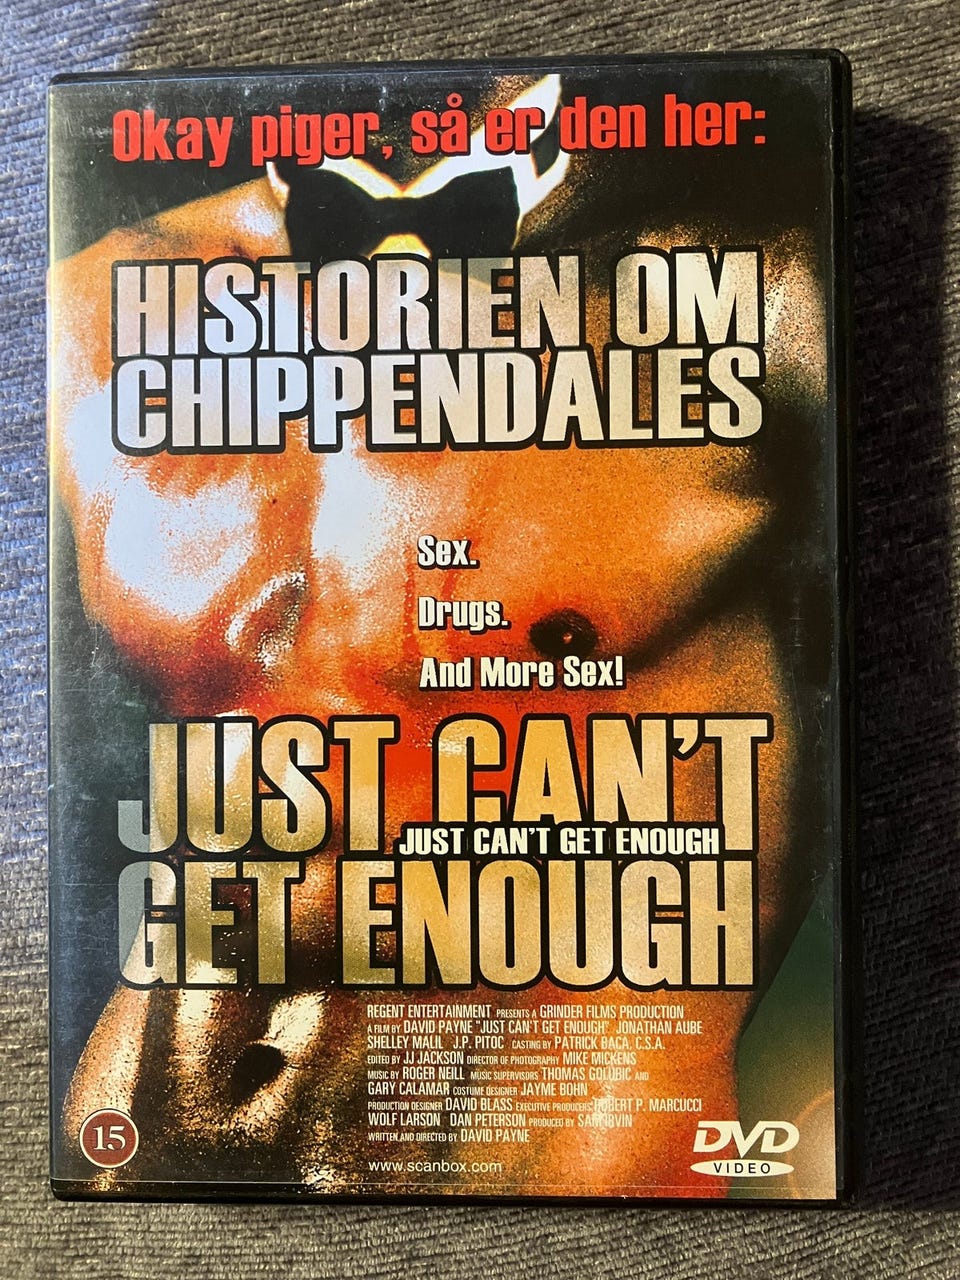 Okay piger, så er den her:
HISTORIEN OM
CHIPPENDALES
Sex.
Drugs.
And More Sex!
JUST CAN'T
JUST CAN'T GET ENOUGH
GET ENOUGH
REGENT ENTERTAINMENT PRESENTS A GRINDER FILMS PRODUCTION
A FILM BY DAVID PAYNE "JUST CAN'T GET ENOUGH" JONATHAN AUBE
SHELLEY MALIL J.P. PITOC CASTING BY PATRICK BACA, C.S.A.
EDITED BY JJ JACKSON DIRECTOR OF PHOTOGRAPHY MIKE MICKENS
MUSIC BY ROGER NEILL MUSIC SUPERVISORS THOMAS GOLUBIC AND
GARY CALAMAR COSTUME DESIGNER JAYME BOHN
PRODUCTION DESIGNER DAVID BLASS EXECUTIVE PRODUCERS ROBERT P. MARCUCCI
WOLF LARSON DAN PETERSON PRODUCED BY SAM IRVIN
WRITTEN AND DIRECTED BY DAVID PAYNE
15
www.scanbox.com
DVD
VIDEO